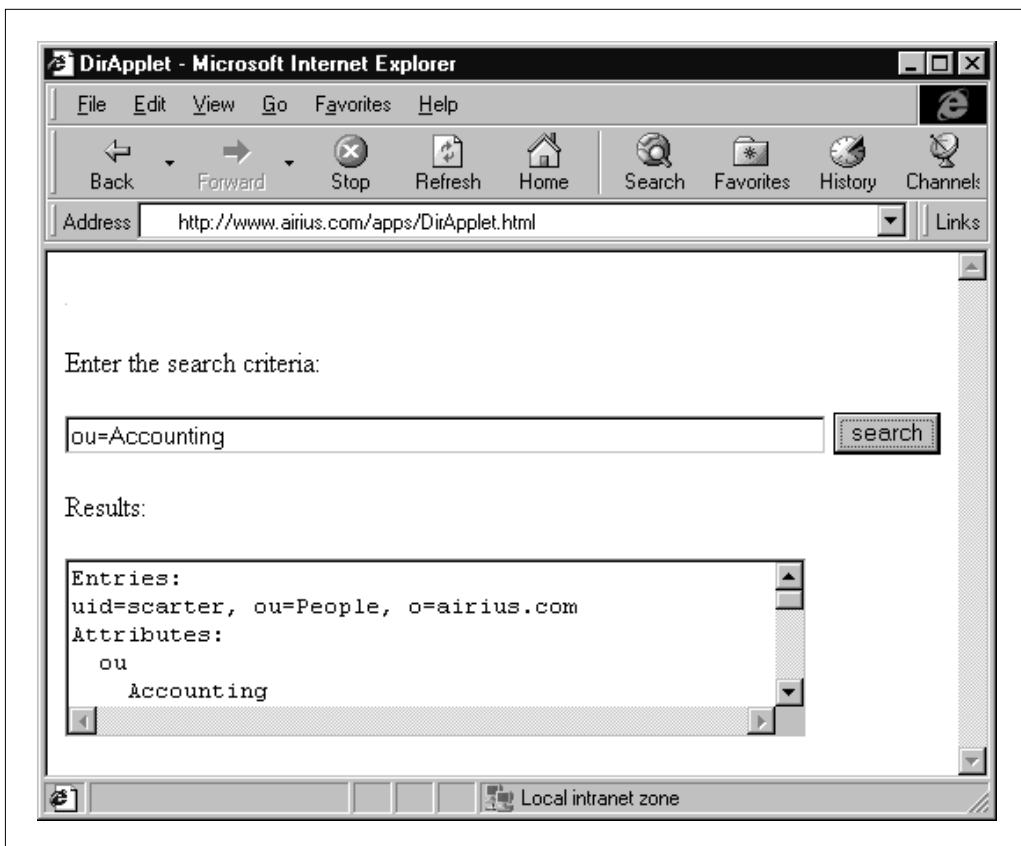 DirApplet - Microsoft Internet Explorer
File Edit View Go Favorites Help
Back Forward Stop Refresh Home Search Favorites History Channels
Address http://www.airius.com/apps/DirApplet.html Links
Enter the search criteria:
ou=Accounting search
Results:
Entries:
uid=scarter, ou=People, o=airius.com
Attributes:
ou
Accounting
Local intranet zone